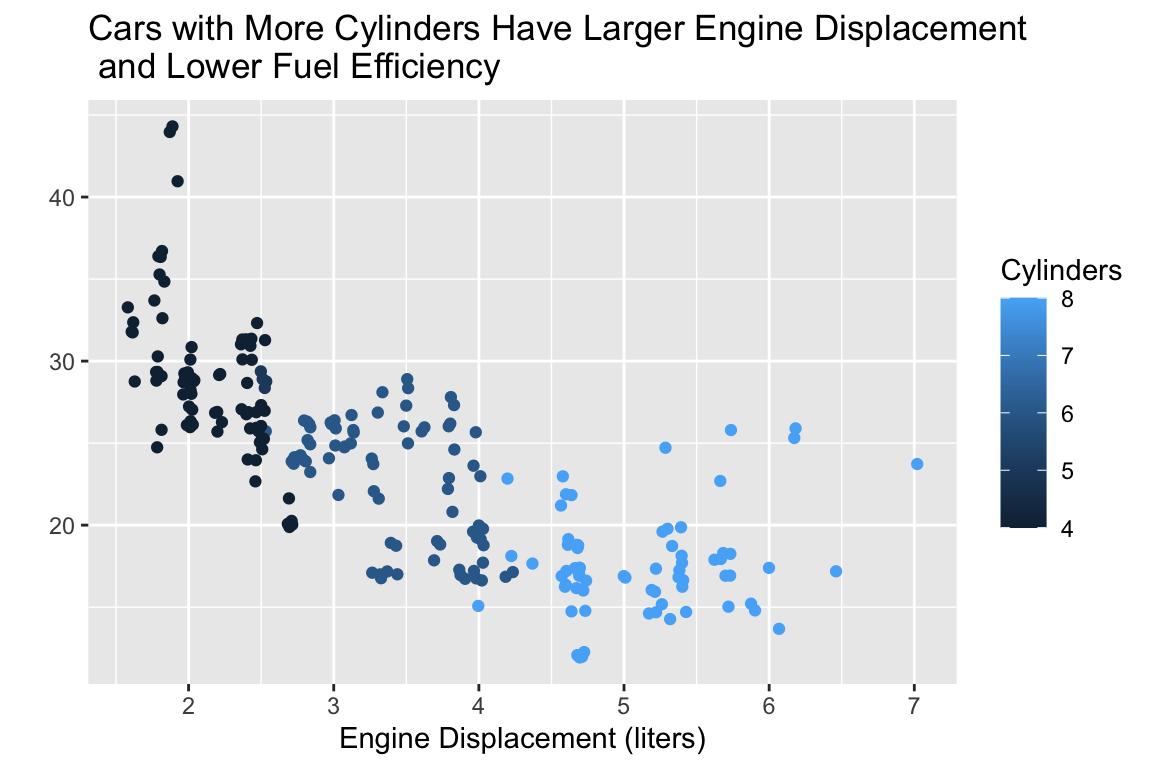 Cars with More Cylinders Have Larger Engine Displacement
and Lower Fuel Efficiency
40
30
20
2 3 4 5 6 7
Engine Displacement (liters)
Cylinders
8
7
6
5
4